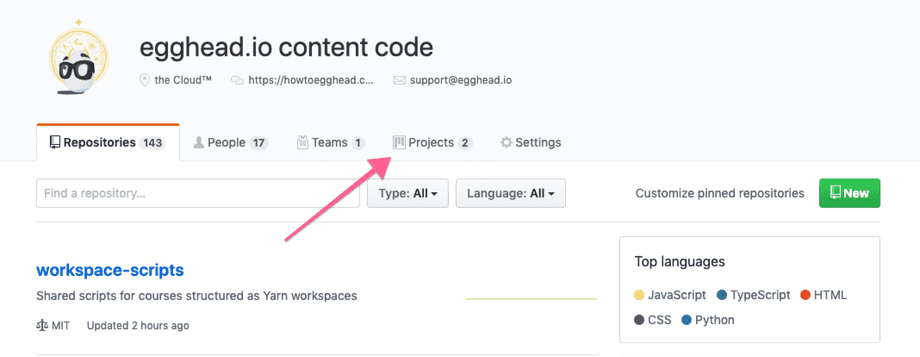 egghead.io content code
the Cloud™ https://howtoegghead.c... support@egghead.io
Repositories 143 People 17 Teams 1 Projects 2 Settings
Find a repository... Type: All Language: All Customize pinned repositories New
workspace-scripts
Shared scripts for courses structured as Yarn workspaces
MIT Updated 2 hours ago
Top languages
JavaScript TypeScript HTML
CSS Python